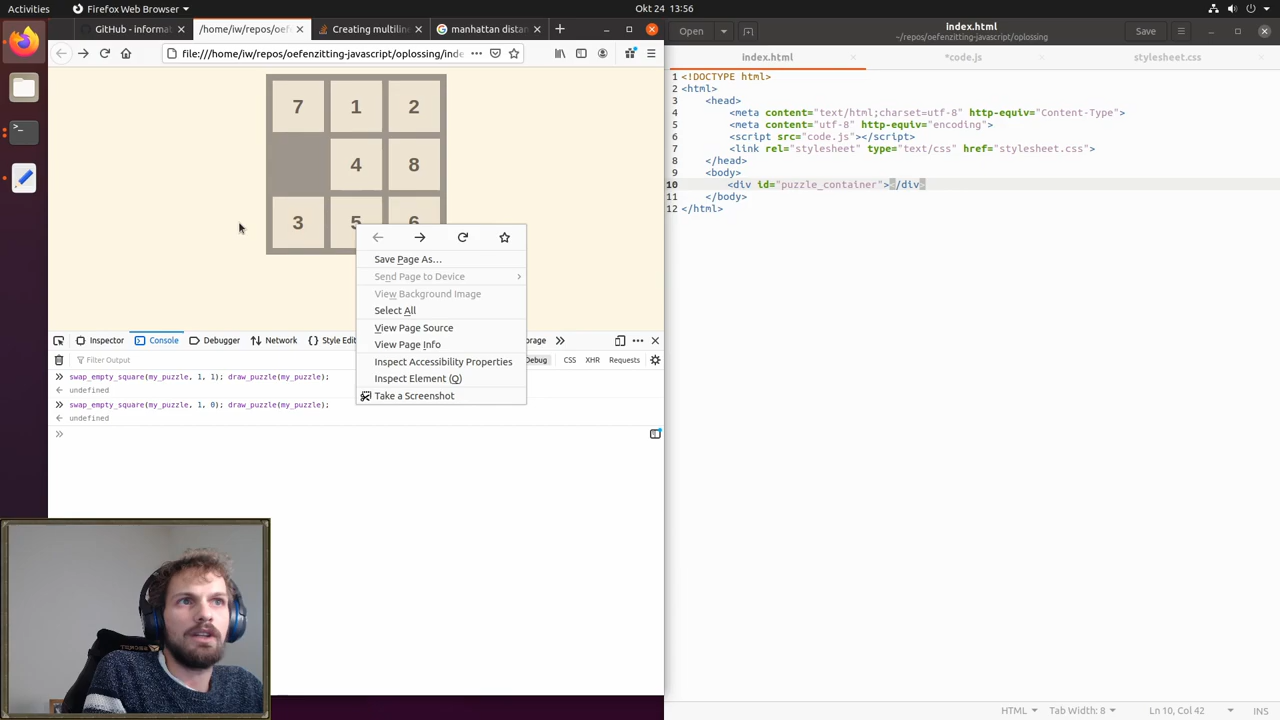 Activities
Firefox Web Browser
Okt 24 13:56
GitHub - informa
/home/iw/repos/oef
Creating multilin
manhattan distan
file:///home/iw/repos/oefenzitting-javascript/oplossing/inde
7 1 2
4 8
3 5 6
Save Page As…
Send Page to Device
View Background Image
Select All
View Page Source
View Page Info
Inspect Accessibility Properties
Inspect Element (Q)
Take a Screenshot
Inspector
Console
Debugger
Network
Style Edit
orage
Filter Output
Debug
CSS
XHR
Requests
swap_empty_square(my_puzzle, 1, 1); draw_puzzle(my_puzzle);
undefined
swap_empty_square(my_puzzle, 1, 0); draw_puzzle(my_puzzle);
undefined
Open
index.html
~/repos/oefenzitting-javascript/oplossing
Save
index.html
*code.js
stylesheet.css
1 <!DOCTYPE html>
2 <html>
3 <head>
4 <meta content="text/html;charset=utf-8" http-equiv="Content-Type">
5 <meta content="utf-8" http-equiv="encoding">
6 <script src="code.js"></script>
7 <link rel="stylesheet" type="text/css" href="stylesheet.css">
8 </head>
9 <body>
10 <div id="puzzle_container"></div>
11 </body>
12 </html>
HTML
Tab Width: 8
Ln 10, Col 42
INS